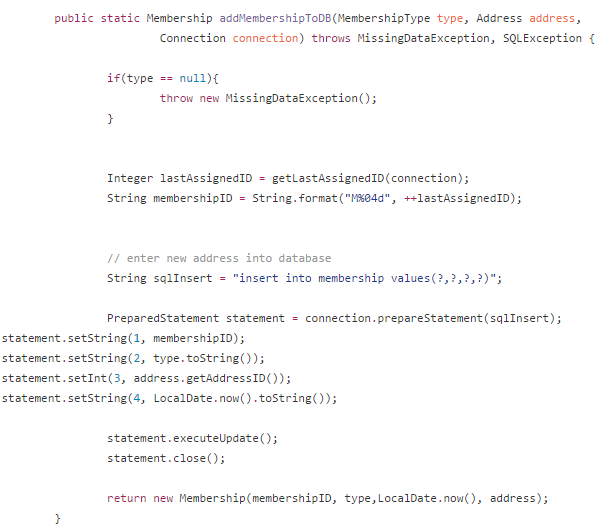 public static Membership addMembershipToDB(MembershipType type, Address address,
Connection connection) throws MissingDataException, SQLException {
if(type == null){
throw new MissingDataException();
}
Integer lastAssignedID = getLastAssignedID(connection);
String membershipID = String.format("M%04d", ++lastAssignedID);
// enter new address into database
String sqlInsert = "insert into membership values(?,?,?,?)";
PreparedStatement statement = connection.prepareStatement(sqlInsert);
statement.setString(1, membershipID);
statement.setString(2, type.toString());
statement.setInt(3, address.getAddressID());
statement.setString(4, LocalDate.now().toString());
statement.executeUpdate();
statement.close();
return new Membership(membershipID, type,LocalDate.now(), address);
}